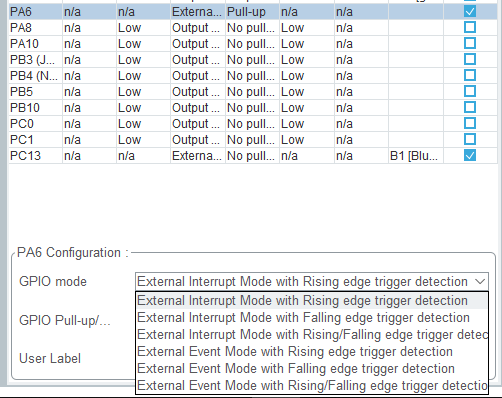 PA6 n/a n/a Externa... Pull-up n/a n/a
PA8 n/a Low Output ... No pull... Low n/a
PA10 n/a Low Output ... No pull... Low n/a
PB3 (J... n/a Low Output ... No pull... Low n/a
PB4 (N... n/a Low Output ... No pull... Low n/a
PB5 n/a Low Output ... No pull... Low n/a
PB10 n/a Low Output ... No pull... Low n/a
PC0 n/a Low Output ... No pull... Low n/a
PC1 n/a Low Output ... No pull... Low n/a
PC13 n/a n/a Externa... No pull... n/a n/a B1 [Blu...
PA6 Configuration :
GPIO mode External Interrupt Mode with Rising edge trigger detection
External Interrupt Mode with Rising edge trigger detection
External Interrupt Mode with Falling edge trigger detection
GPIO Pull-up/...
External Interrupt Mode with Rising/Falling edge trigger detec
External Event Mode with Rising edge trigger detection
User Label
External Event Mode with Falling edge trigger detection
External Event Mode with Rising/Falling edge trigger detection